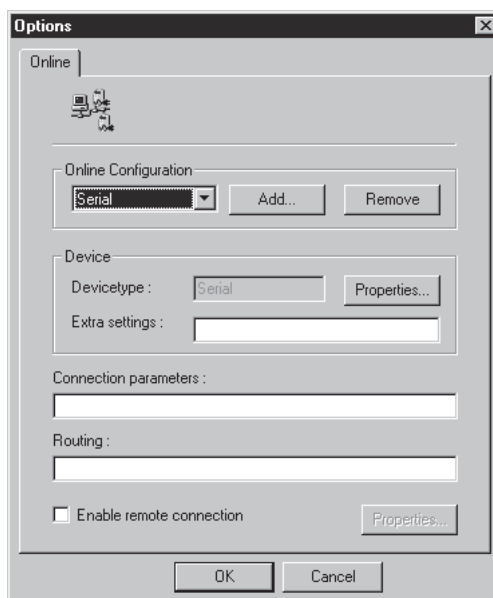 Options
Online
Online Configuration
Serial
Add...
Remove
Device
Devicetype :
Serial
Properties...
Extra settings :
Connection parameters :
Routing :
Enable remote connection
Properties...
OK
Cancel